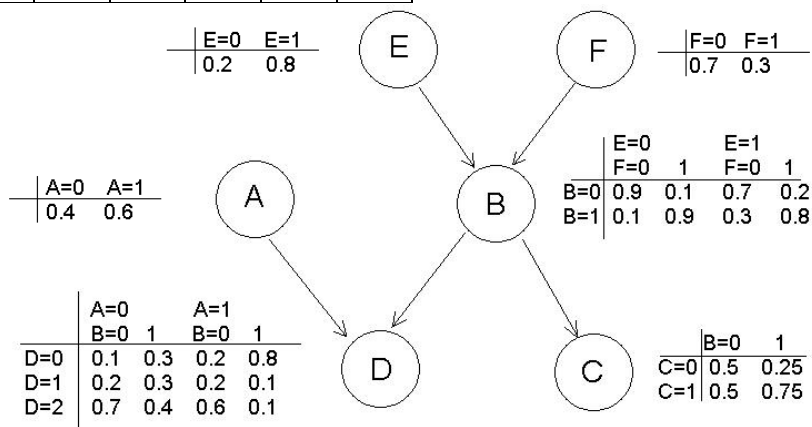 E=0 E=1
0.2 0.8
E
F
F=0 F=1
0.7 0.3
A=0 A=1
0.4 0.6
A
B
E=0 E=1
F=0 1 F=0 1
B=0 0.9 0.1 0.7 0.2
B=1 0.1 0.9 0.3 0.8
A=0 A=1
B=0 1 B=0 1
D=0 0.1 0.3 0.2 0.8
D=1 0.2 0.3 0.2 0.1
D=2 0.7 0.4 0.6 0.1
D
C
B=0 1
C=0 0.5 0.25
C=1 0.5 0.75